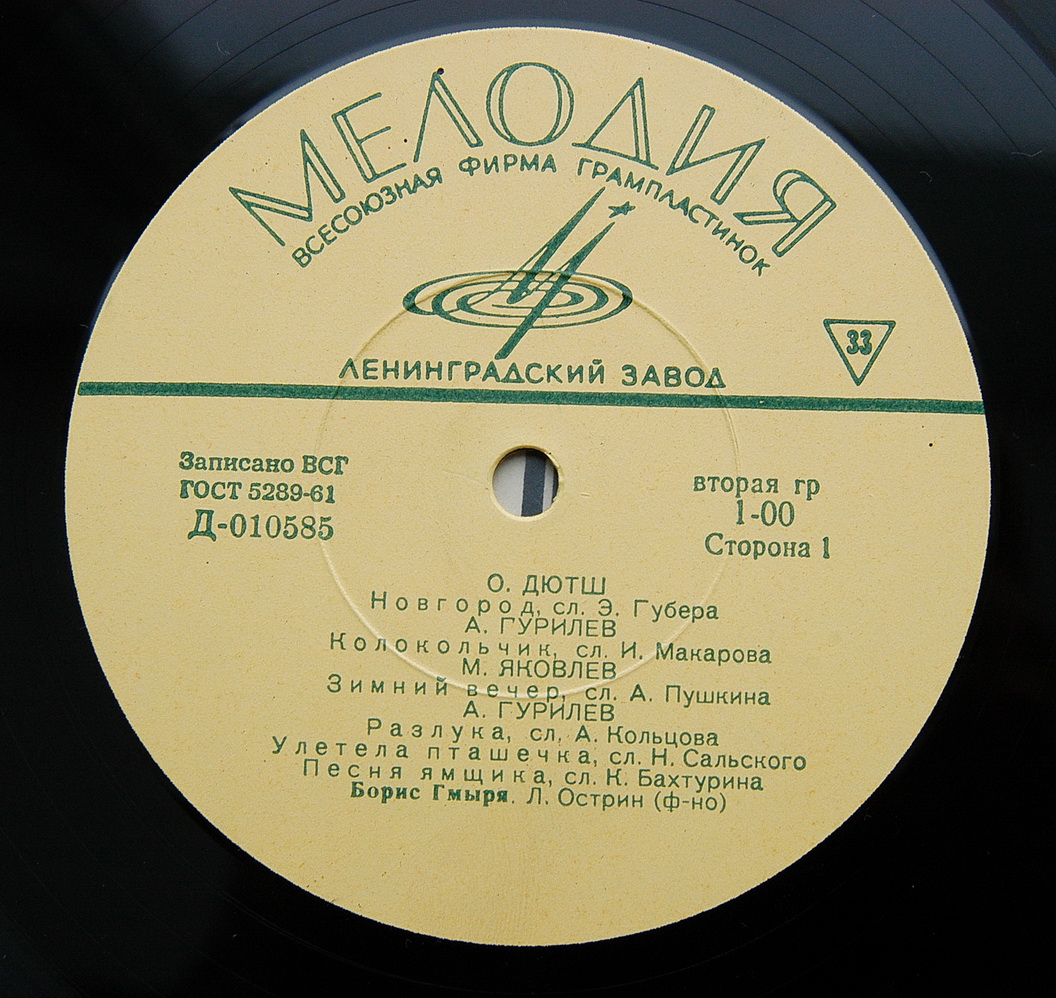 МЕЛОДИЯ
ВСЕСОЮЗНАЯ ФИРМА ГРАМПЛАСТИНОК
ЛЕНИНГРАДСКИЙ ЗАВОД
33
Записано ВСГ
ГОСТ 5289-61
Д-010585
вторая гр
1-00
Сторона 1
О. ДЮТШ
Новгород, сл. Э. Губера
А. ГУРИЛЕВ
Колокольчик, сл. И. Макарова
М. ЯКОВЛЕВ
Зимний вечер, сл. А. Пушкина
А. ГУРИЛЕВ
Разлука, сл. А. Кольцова
Улетела пташечка, сл. Н. Сальского
Песня ямщика, сл. К. Бахтурина
Борис Гмыря. Л. Острин (ф-но)